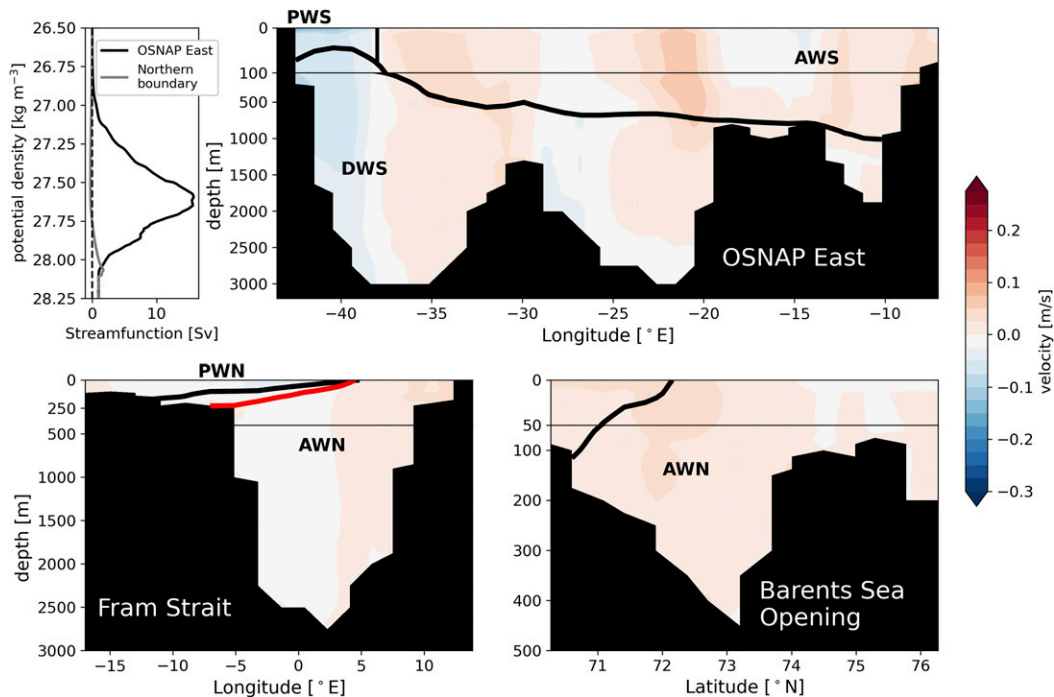 26.50
26.75
27.00
27.25
27.50
27.75
28.00
28.25
potential density [kg m⁻³]
OSNAP East
Northern
boundary
0
10
Streamfunction [Sv]
PWS
AWS
DWS
OSNAP East
0
100
500
1000
1500
2000
2500
3000
depth [m]
−40
−35
−30
−25
−20
−15
−10
Longitude [°E]
0.2
0.1
0.0
−0.1
−0.2
−0.3
velocity [m/s]
PWN
AWN
Fram Strait
0
250
500
1000
1500
2000
2500
3000
depth [m]
−15
−10
−5
0
5
10
Longitude [°E]
AWN
Barents Sea
Opening
0
50
100
200
300
400
500
71
72
73
74
75
76
Latitude [°N]